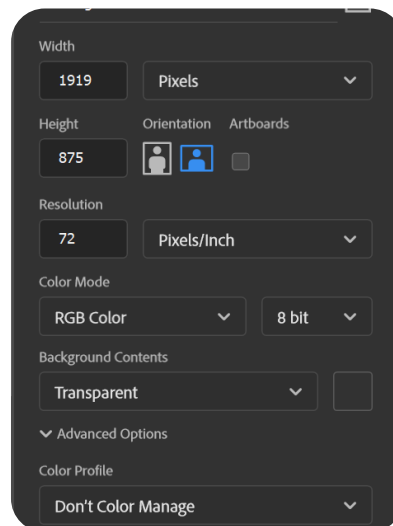 Width
1919 Pixels
Height Orientation Artboards
875
Resolution
72 Pixels/Inch
Color Mode
RGB Color 8 bit
Background Contents
Transparent
Advanced Options
Color Profile
Don't Color Manage